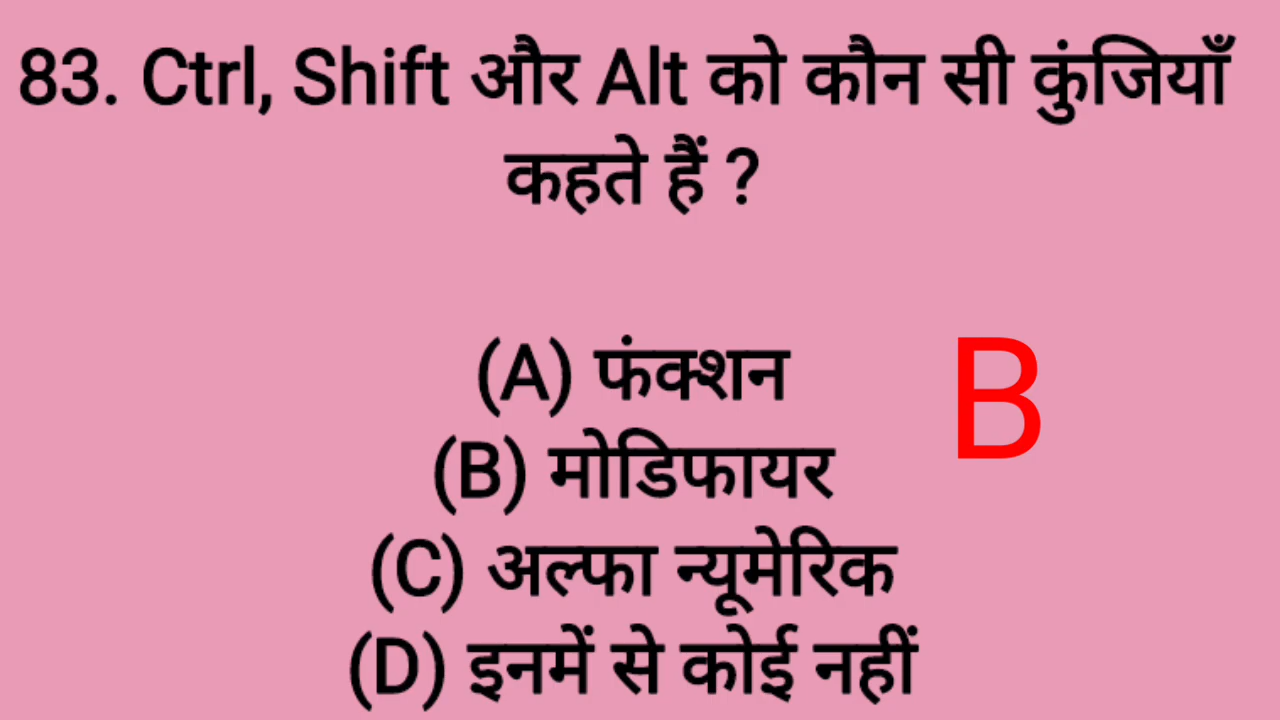 83. Ctrl, Shift और Alt को कौन सी कुंजियाँ
कहते हैं ?
(A) फंक्शन
B
(B) मोडिफायर
(C) अल्फा न्यूमेरिक
(D) इनमें से कोई नहीं